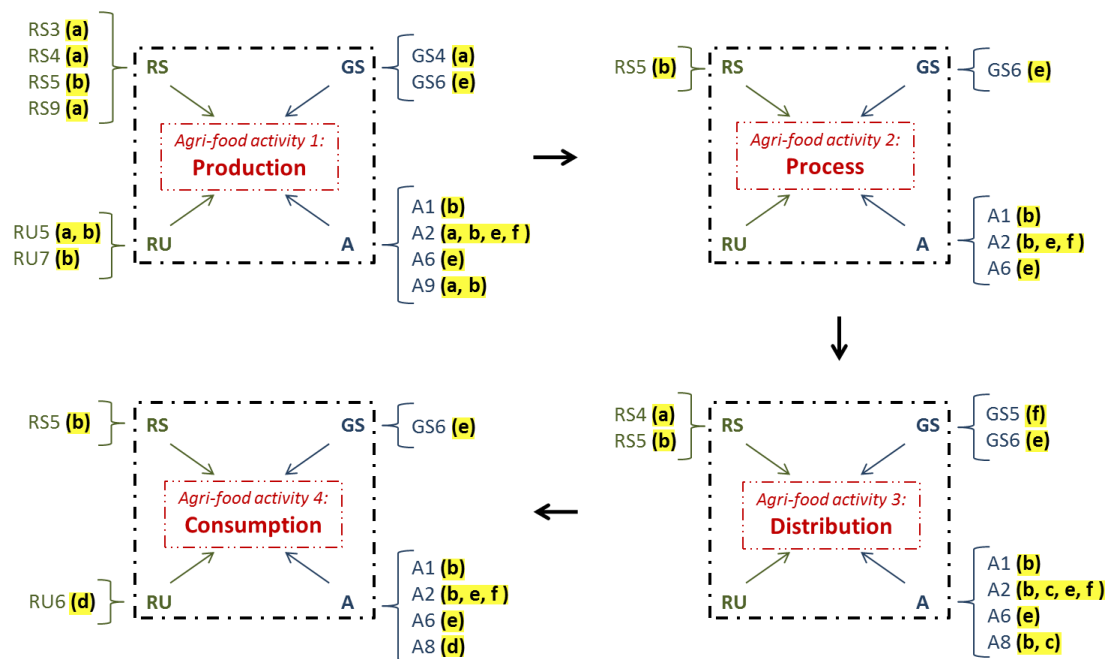 RS3 (a)
RS4 (a)
RS5 (b)
RS9 (a)
RS
GS
GS4 (a)
GS6 (e)
Agri-food activity 1:
Production
RU5 (a, b)
RU7 (b)
RU
A
A1 (b)
A2 (a, b, e, f )
A6 (e)
A9 (a, b)
RS5 (b)
RS
GS
GS6 (e)
Agri-food activity 2:
Process
RU
A
A1 (b)
A2 (b, e, f)
A6 (e)
RS5 (b)
RS
GS
GS6 (e)
Agri-food activity 4:
Consumption
RU6 (d)
RU
A
A1 (b)
A2 (b, e, f)
A6 (e)
A8 (d)
RS4 (a)
RS5 (b)
RS
GS
GS5 (f)
GS6 (e)
Agri-food activity 3:
Distribution
RU
A
A1 (b)
A2 (b, c, e, f)
A6 (e)
A8 (b, c)